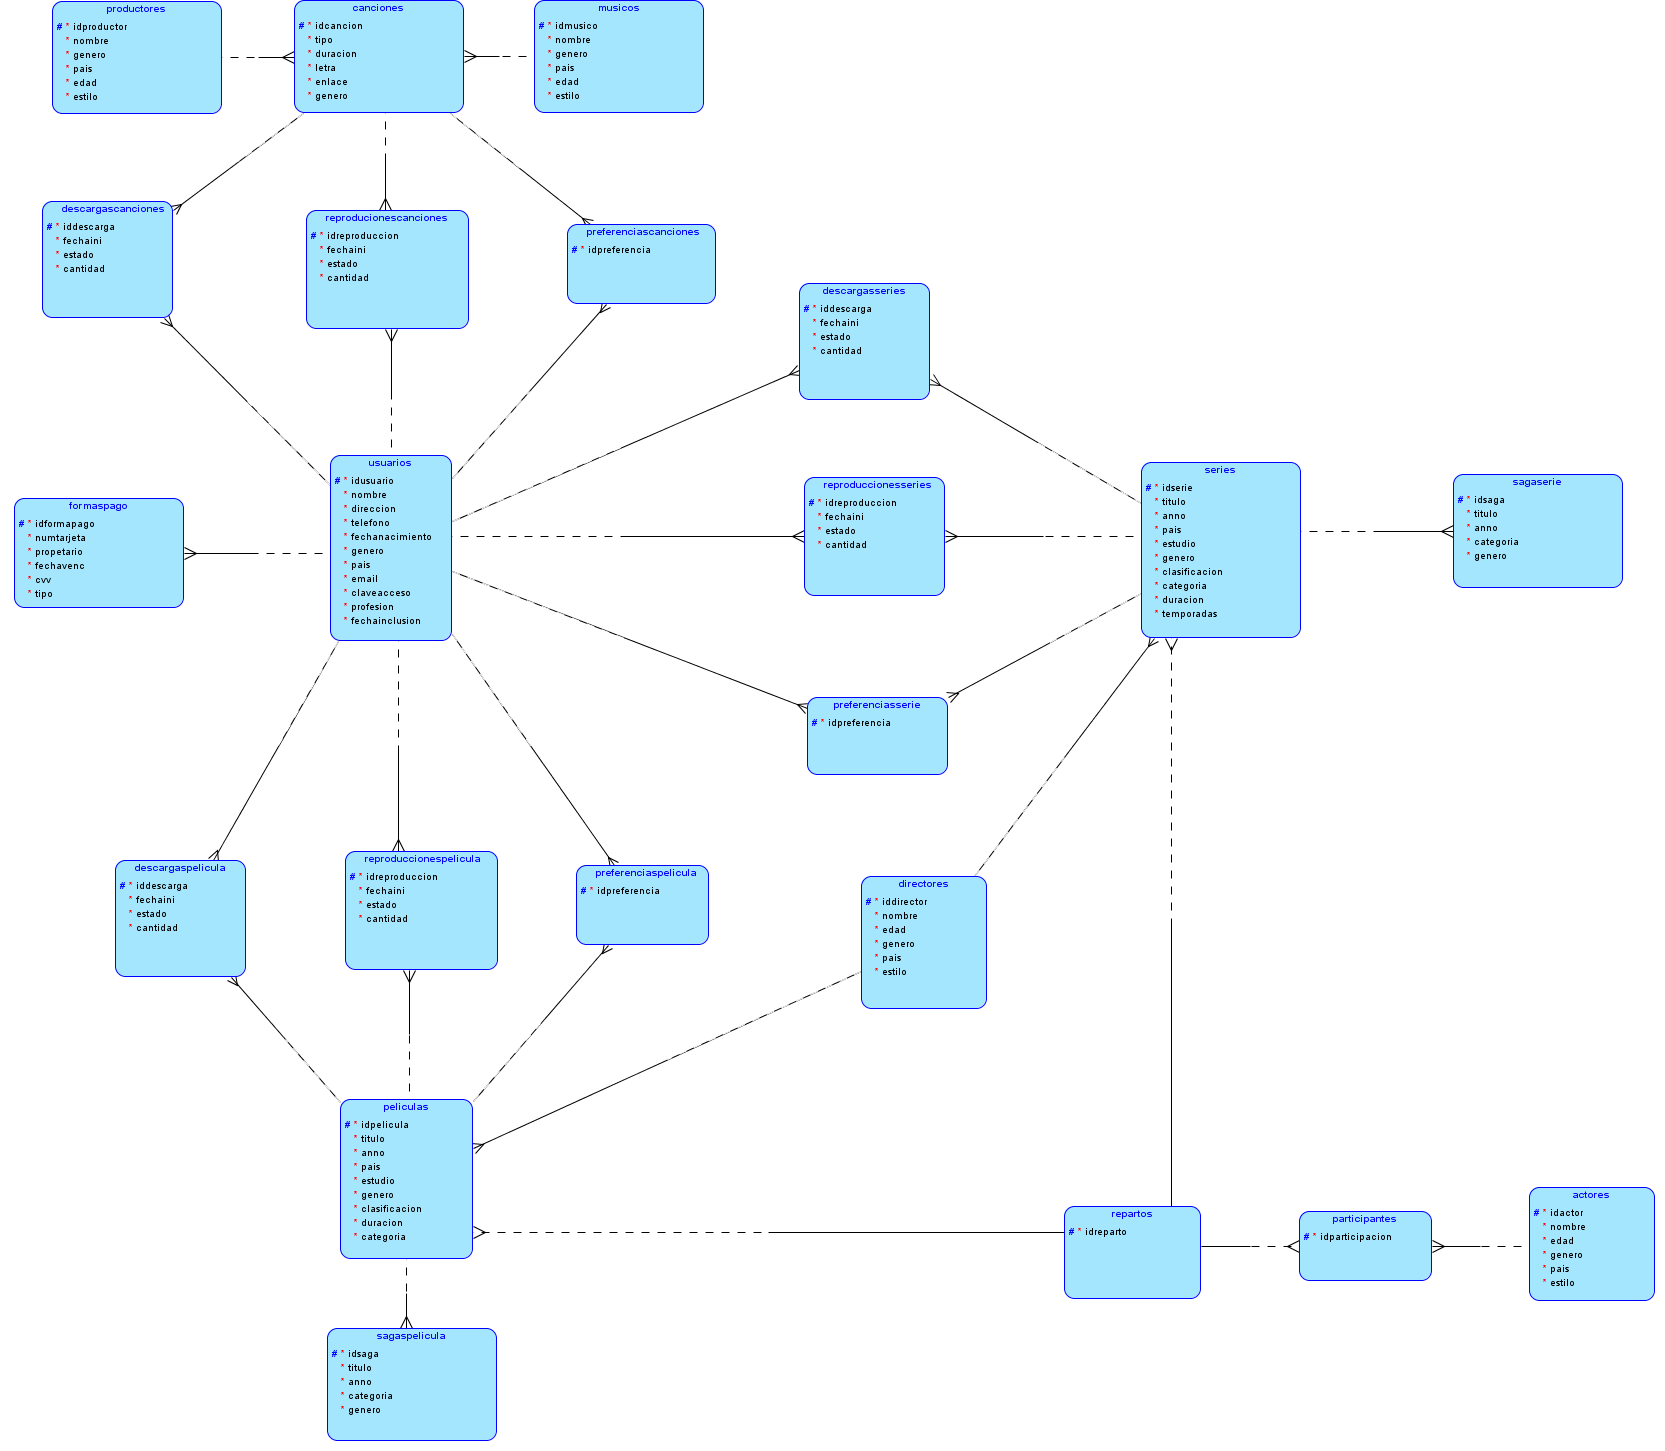 productores
# * idproductor
* nombre
* genero
* pais
* edad
* estilo
canciones
# * idcancion
* tipo
* duracion
* letra
* enlace
* genero
musicos
# * idmusico
* nombre
* genero
* pais
* edad
* estilo
descargascanciones
# * iddescarga
* fechaini
* estado
* cantidad
reproducionescanciones
# * idreproduccion
* fechaini
* estado
* cantidad
preferenciascanciones
# * idpreferencia
descargasseries
# * iddescarga
* fechaini
* estado
* cantidad
usuarios
# * idusuario
* nombre
* direccion
* telefono
* fechanacimiento
* genero
* pais
* email
* claveacceso
* profesion
* fechainclusion
formaspago
# * idformapago
* numtarjeta
* propetario
* fechavenc
* cvv
* tipo
reproduccionesseries
# * idreproduccion
* fechaini
* estado
* cantidad
series
# * idserie
* titulo
* anno
* pais
* estudio
* genero
* clasificacion
* categoria
* duracion
* temporadas
sagaserie
# * idsaga
* titulo
* anno
* categoria
* genero
preferenciasserie
# * idpreferencia
descargaspelicula
# * iddescarga
* fechaini
* estado
* cantidad
reproduccionespelicula
# * idreproduccion
* fechaini
* estado
* cantidad
preferenciaspelicula
# * idpreferencia
directores
# * iddirector
* nombre
* edad
* genero
* pais
* estilo
peliculas
# * idpelicula
* titulo
* anno
* pais
* estudio
* genero
* clasificacion
* duracion
* categoria
repartos
# * idreparto
participantes
# * idparticipacion
actores
# * idactor
* nombre
* edad
* genero
* pais
* estilo
sagaspelicula
# * idsaga
* titulo
* anno
* categoria
* genero